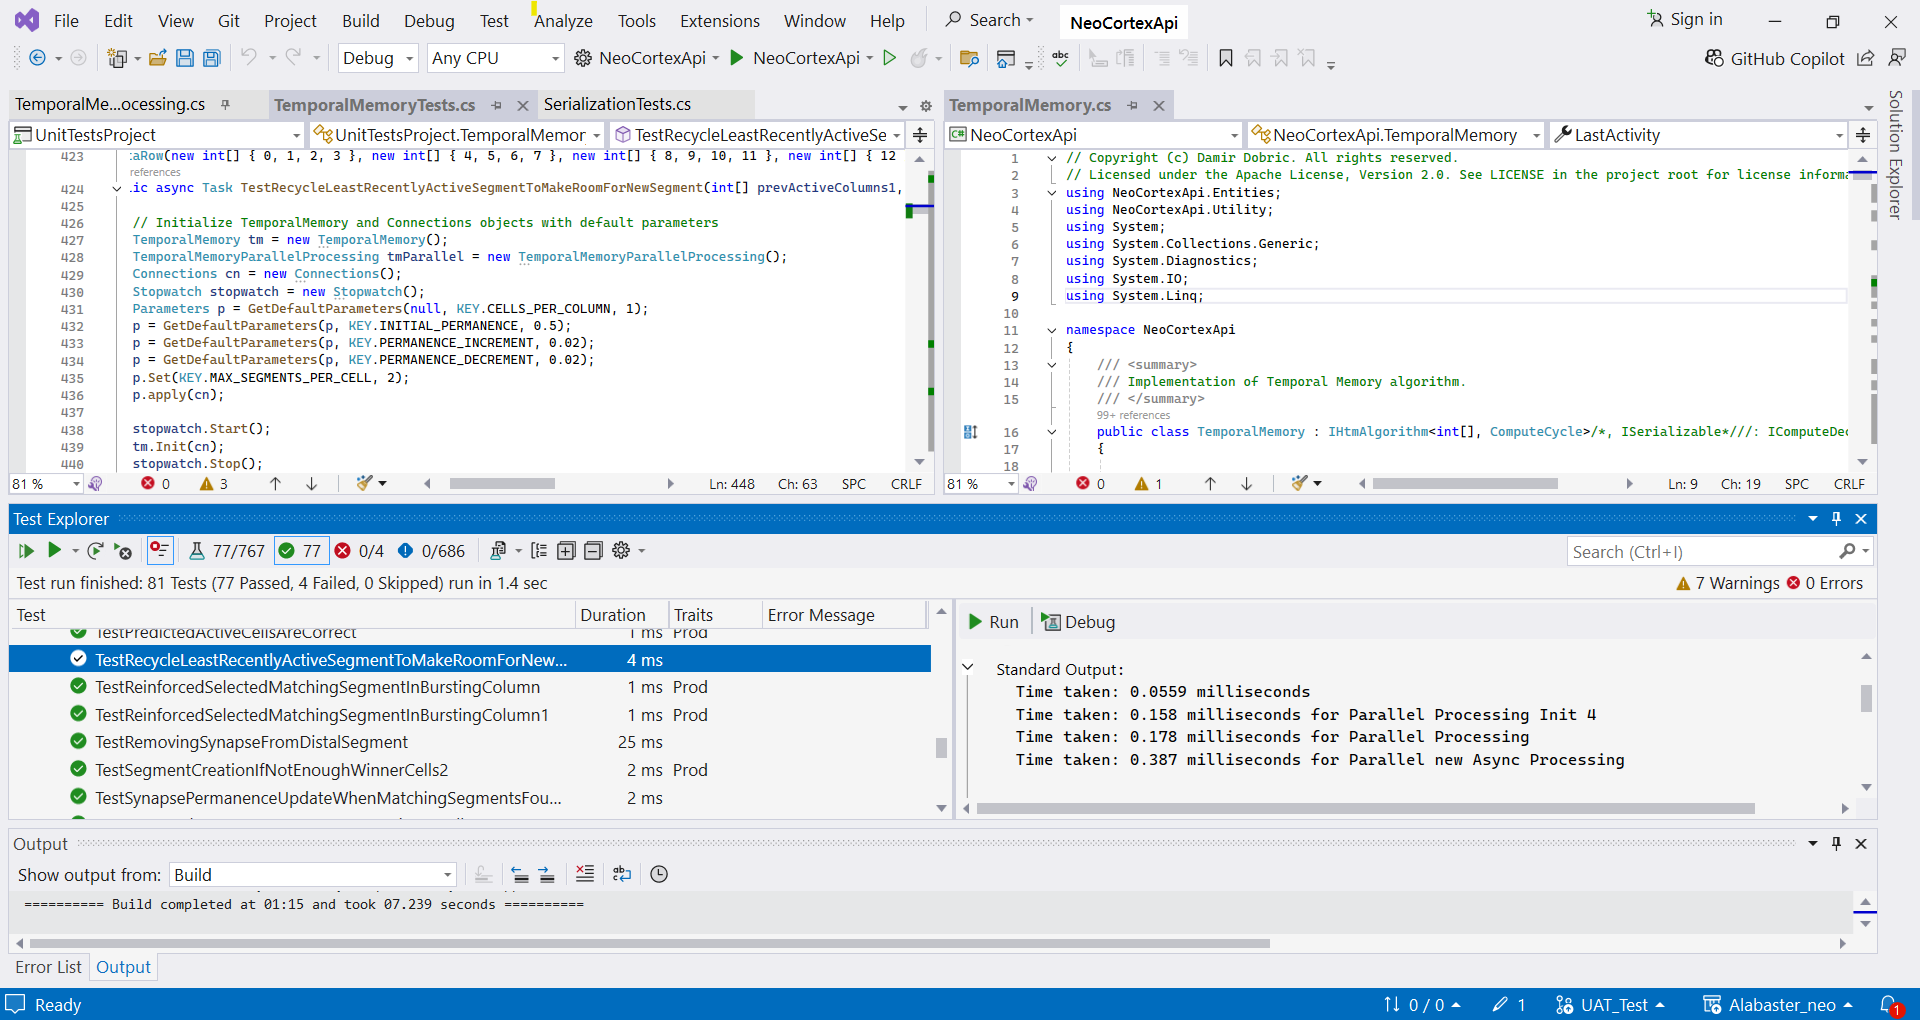 File Edit View Git Project Build Debug Test Analyze Tools Extensions Window Help Search NeoCortexApi Sign in
Debug Any CPU NeoCortexApi NeoCortexApi GitHub Copilot
TemporalMe...ocessing.cs TemporalMemoryTests.cs SerializationTests.cs
UnitTestsProject UnitTestsProject.TemporalMemor TestRecycleLeastRecentlyActiveSe
423 :aRow(new int[] { 0, 1, 2, 3 }, new int[] { 4, 5, 6, 7 }, new int[] { 8, 9, 10, 11 }, new int[] { 12
references
424 ic async Task TestRecycleLeastRecentlyActiveSegmentToMakeRoomForNewSegment(int[] prevActiveColumns1,
425
426 // Initialize TemporalMemory and Connections objects with default parameters
427 TemporalMemory tm = new TemporalMemory();
428 TemporalMemoryParallelProcessing tmParallel = new TemporalMemoryParallelProcessing();
429 Connections cn = new Connections();
430 Stopwatch stopwatch = new Stopwatch();
431 Parameters p = GetDefaultParameters(null, KEY.CELLS_PER_COLUMN, 1);
432 p = GetDefaultParameters(p, KEY.INITIAL_PERMANENCE, 0.5);
433 p = GetDefaultParameters(p, KEY.PERMANENCE_INCREMENT, 0.02);
434 p = GetDefaultParameters(p, KEY.PERMANENCE_DECREMENT, 0.02);
435 p.Set(KEY.MAX_SEGMENTS_PER_CELL, 2);
436 p.apply(cn);
437
438 stopwatch.Start();
439 tm.Init(cn);
440 stopwatch.Stop();
81 % 0 3 Ln: 448 Ch: 63 SPC CRLF
TemporalMemory.cs
NeoCortexApi NeoCortexApi.TemporalMemory LastActivity
1 // Copyright (c) Damir Dobric. All rights reserved.
2 // Licensed under the Apache License, Version 2.0. See LICENSE in the project root for license informa
3 using NeoCortexApi.Entities;
4 using NeoCortexApi.Utility;
5 using System;
6 using System.Collections.Generic;
7 using System.Diagnostics;
8 using System.IO;
9 using System.Linq;
10
11 namespace NeoCortexApi
12 {
13 /// <summary>
14 /// Implementation of Temporal Memory algorithm.
15 /// </summary>
99+ references
16 public class TemporalMemory : IHtmAlgorithm<int[], ComputeCycle>/*, ISerializable*///: IComputeDec
17 {
18
81 % 0 1 Ln: 9 Ch: 19 SPC CRLF
Solution Explorer
Test Explorer
77/767 77 0/4 0/686 Search (Ctrl+I)
Test run finished: 81 Tests (77 Passed, 4 Failed, 0 Skipped) run in 1.4 sec 7 Warnings 0 Errors
Test Duration Traits Error Message
TestPredictedActiveCellsAreCorrect 1 ms Prod
TestRecycleLeastRecentlyActiveSegmentToMakeRoomForNew... 4 ms
TestReinforcedSelectedMatchingSegmentInBurstingColumn 1 ms Prod
TestReinforcedSelectedMatchingSegmentInBurstingColumn1 1 ms Prod
TestRemovingSynapseFromDistalSegment 25 ms
TestSegmentCreationIfNotEnoughWinnerCells2 2 ms Prod
TestSynapsePermanenceUpdateWhenMatchingSegmentsFou... 2 ms
Run Debug
Standard Output:
Time taken: 0.0559 milliseconds
Time taken: 0.158 milliseconds for Parallel Processing Init 4
Time taken: 0.178 milliseconds for Parallel Processing
Time taken: 0.387 milliseconds for Parallel new Async Processing
Output
Show output from: Build
========== Build completed at 01:15 and took 07.239 seconds ==========
Error List Output
Ready 0 / 0 1 UAT_Test Alabaster_neo 1